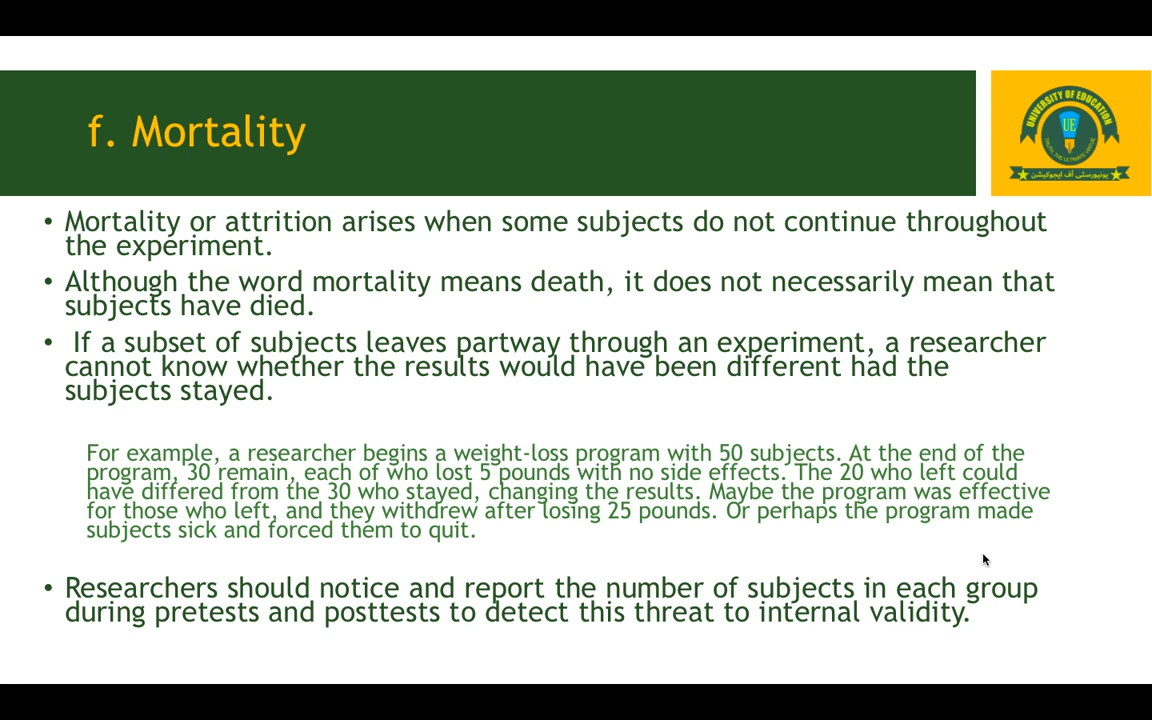 f. Mortality
UNIVERSITY OF EDUCATION
UE
یونیورسٹی آف ایجوکیشن
• Mortality or attrition arises when some subjects do not continue throughout
the experiment.
• Although the word mortality means death, it does not necessarily mean that
subjects have died.
• If a subset of subjects leaves partway through an experiment, a researcher
cannot know whether the results would have been different had the
subjects stayed.
For example, a researcher begins a weight-loss program with 50 subjects. At the end of the
program, 30 remain, each of who lost 5 pounds with no side effects. The 20 who left could
have differed from the 30 who stayed, changing the results. Maybe the program was effective
for those who left, and they withdrew after losing 25 pounds. Or perhaps the program made
subjects sick and forced them to quit.
• Researchers should notice and report the number of subjects in each group
during pretests and posttests to detect this threat to internal validity.